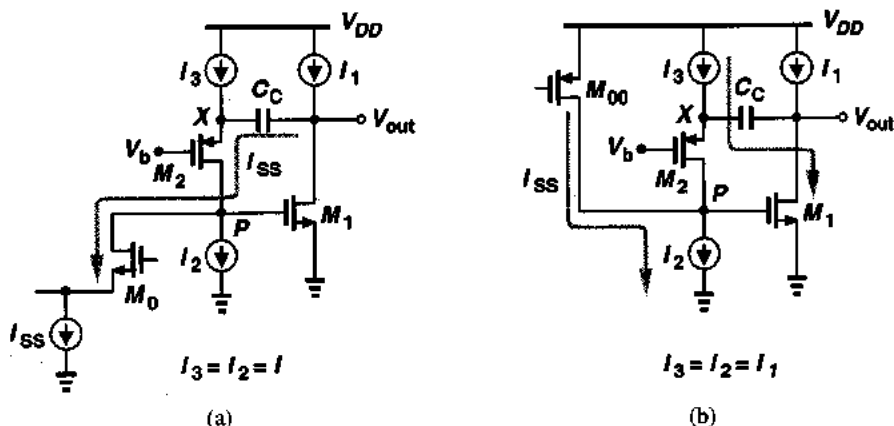 V_DD
I_3
C_C
I_1
X
V_out
V_b
M_2
I_SS
P
M_1
I_2
M_0
I_SS
I_3 = I_2 = I
(a)
V_DD
I_3
I_1
M_00
C_C
X
V_out
V_b
M_2
I_SS
P
M_1
I_2
I_3 = I_2 = I_1
(b)